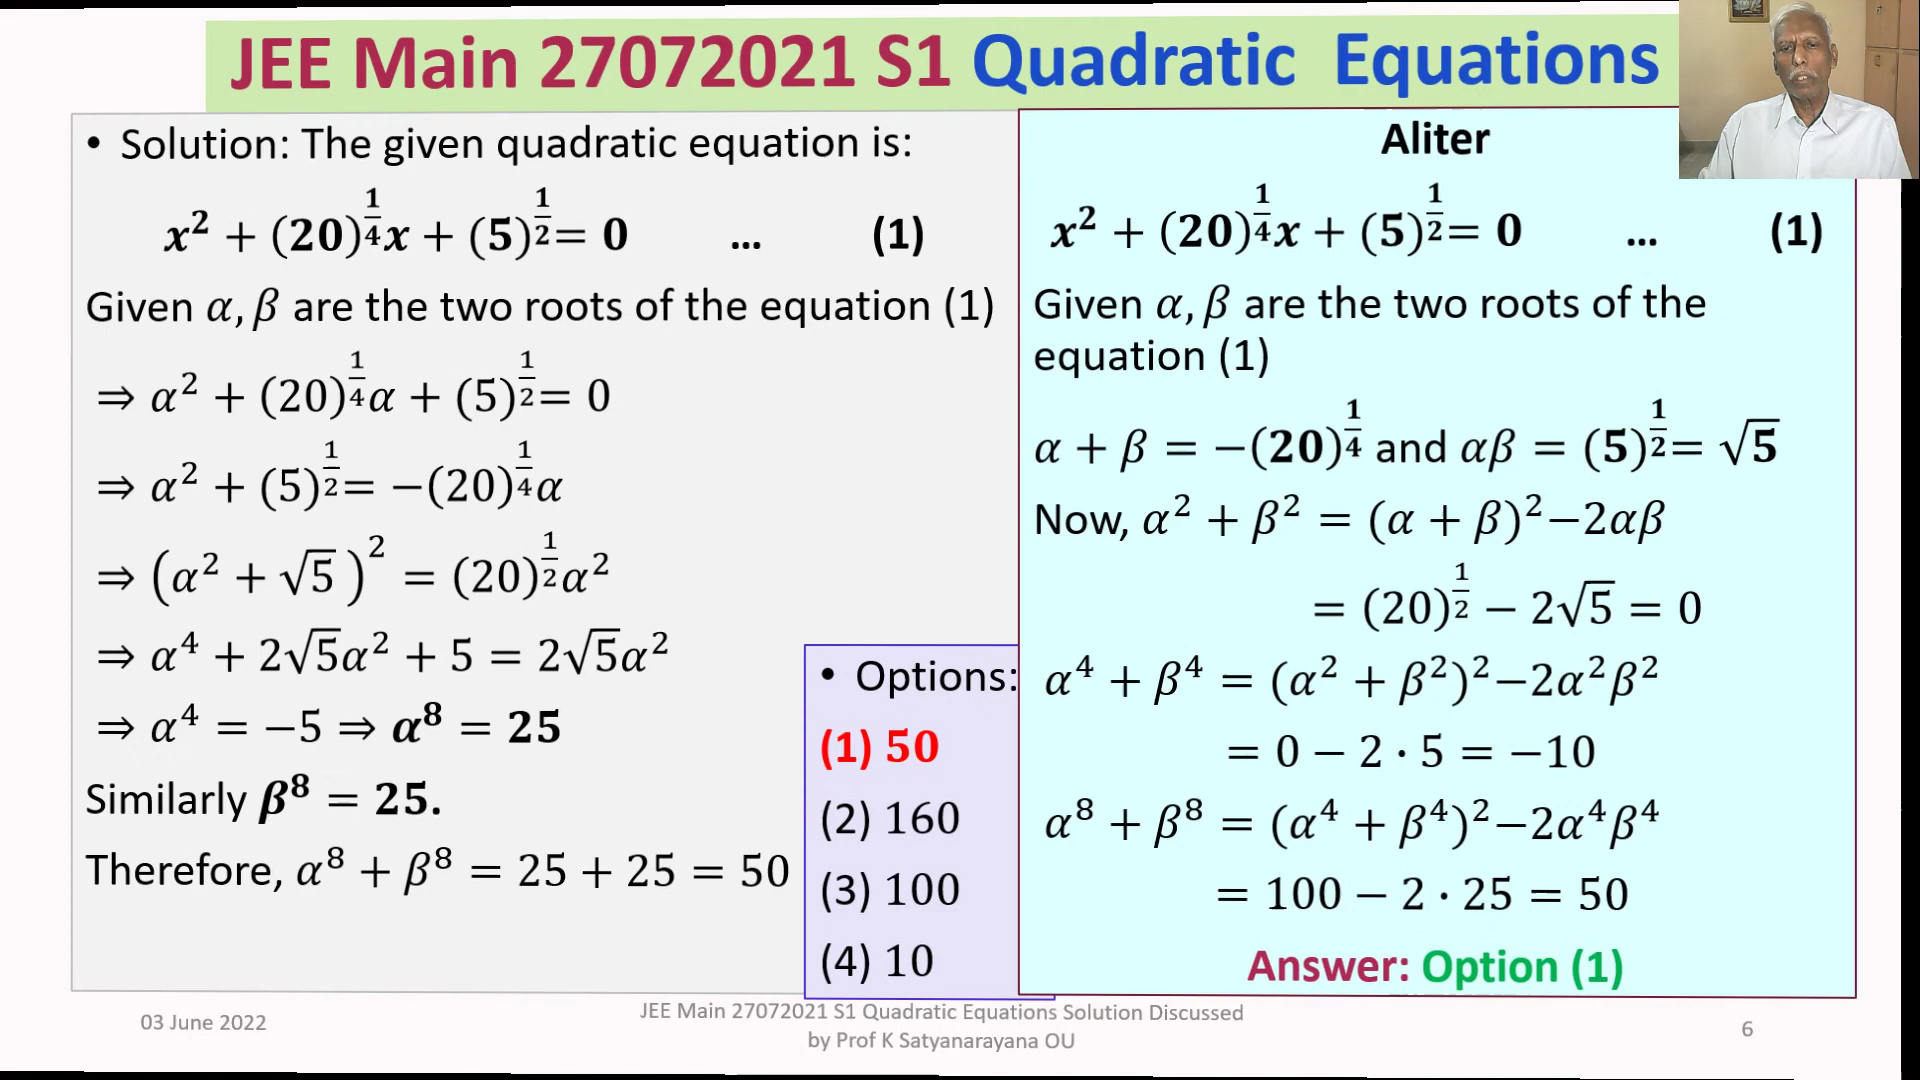 JEE Main 27072021 S1 Quadratic Equations
• Solution: The given quadratic equation is:
x² + (20)^(1/4) x + (5)^(1/2) = 0 ... (1)
Given α, β are the two roots of the equation (1)
⇒ α² + (20)^(1/4) α + (5)^(1/2) = 0
⇒ α² + (5)^(1/2) = −(20)^(1/4) α
⇒ (α² + √5)² = (20)^(1/2) α²
⇒ α⁴ + 2√5α² + 5 = 2√5α²
⇒ α⁴ = −5 ⇒ α⁸ = 25
Similarly β⁸ = 25.
Therefore, α⁸ + β⁸ = 25 + 25 = 50
• Options:
(1) 50
(2) 160
(3) 100
(4) 10
Aliter
x² + (20)^(1/4) x + (5)^(1/2) = 0 ... (1)
Given α, β are the two roots of the
equation (1)
α + β = −(20)^(1/4) and αβ = (5)^(1/2) = √5
Now, α² + β² = (α + β)² − 2αβ
= (20)^(1/2) − 2√5 = 0
α⁴ + β⁴ = (α² + β²)² − 2α²β²
= 0 − 2 · 5 = −10
α⁸ + β⁸ = (α⁴ + β⁴)² − 2α⁴β⁴
= 100 − 2 · 25 = 50
Answer: Option (1)
03 June 2022
JEE Main 27072021 S1 Quadratic Equations Solution Discussed
by Prof K Satyanarayana OU
6